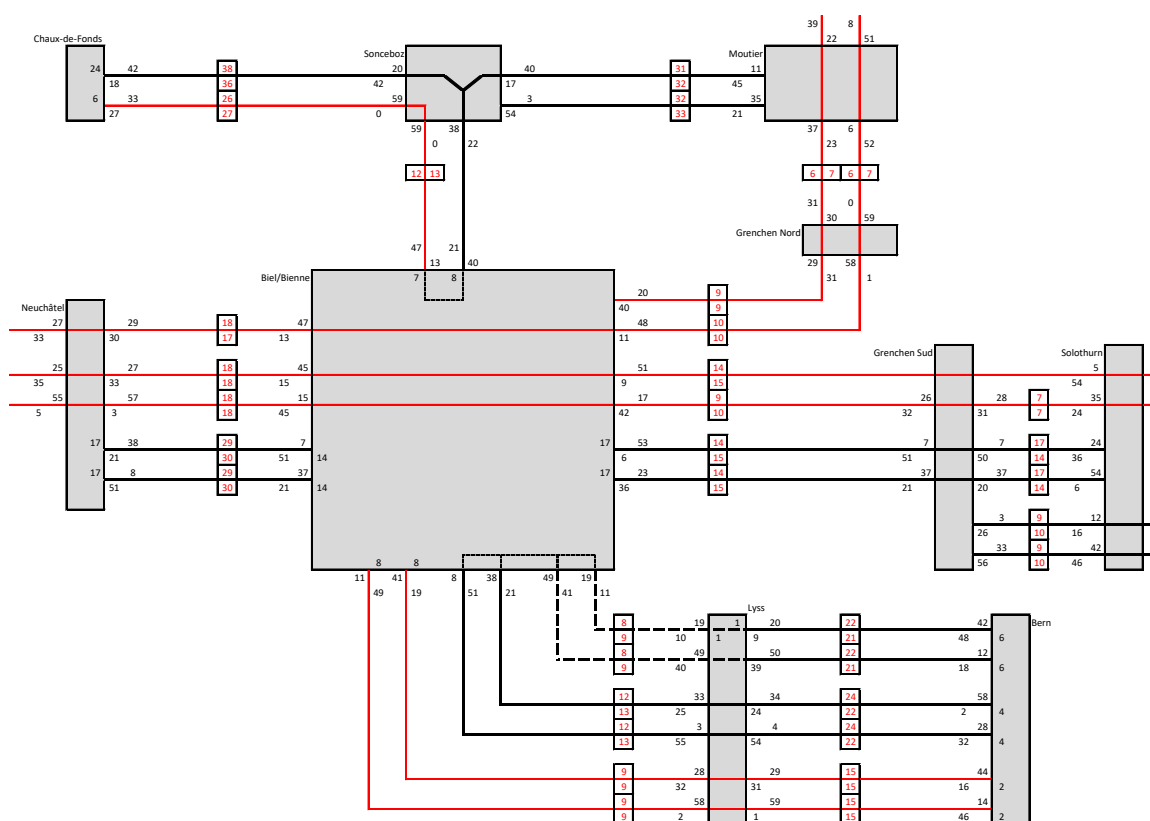 39 8
22 51
Chaux-de-Fonds
Sonceboz Moutier
24 42 38 20 40 31 11
18 36 42 17 32 45
6 33 26 59 3 32 35
27 27 0 54 33 21
59 38 37 6
0 22 23 52
12 13 6 7 6 7
31 0
30 59
Grenchen Nord
47 21
13 40 29 58
Biel/Bienne 7 8 31 1
20 9
Neuchâtel 40 9
27 29 18 47 48 10
33 30 17 13 11 10
Grenchen Sud Solothurn
25 27 18 45 51 14 5
35 33 18 15 9 15 54
55 57 18 15 17 9 26 28 7 35
5 3 18 45 42 10 32 31 7 24
17 38 29 7 17 53 14 7 7 17 24
21 30 51 14 6 15 51 50 14 36
17 8 29 37 17 23 14 37 37 17 54
51 30 21 14 36 15 21 20 14 6
3 9 12
26 10 16
33 9 42
8 8 56 10 46
11 41 8 38 49 19
49 19 51 21 41 11
Lyss
8 19 1 20 22 42 Bern
9 10 1 9 21 48 6
8 49 50 22 12
9 40 39 21 18 6
12 33 34 24 58
13 25 24 22 2 4
12 3 4 24 28
13 55 54 22 32 4
9 28 29 15 44
9 32 31 15 16 2
9 58 59 15 14
9 2 1 15 46 2